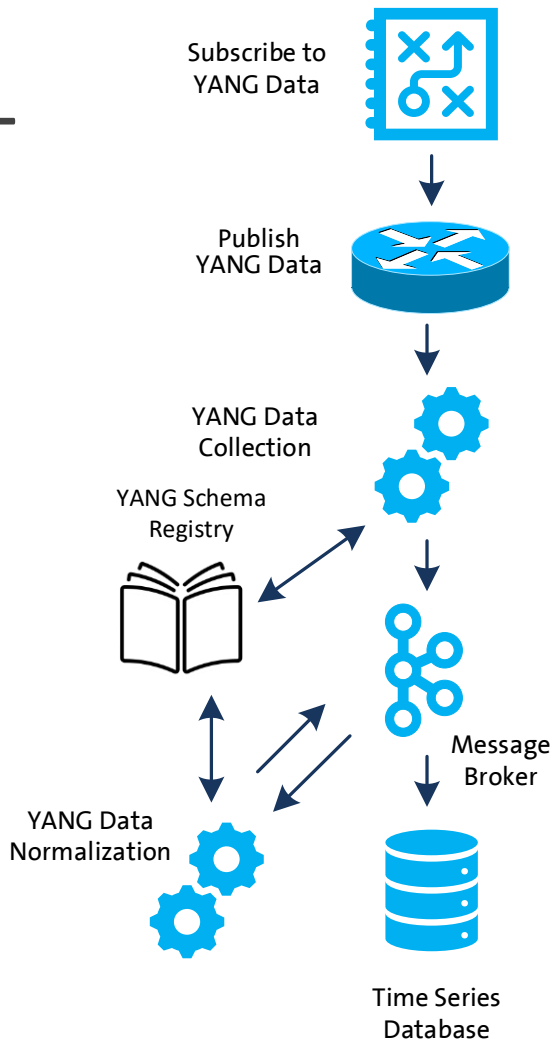 Subscribe to
YANG Data
Publish
YANG Data
YANG Data
Collection
YANG Schema
Registry
Message
Broker
YANG Data
Normalization
Time Series
Database